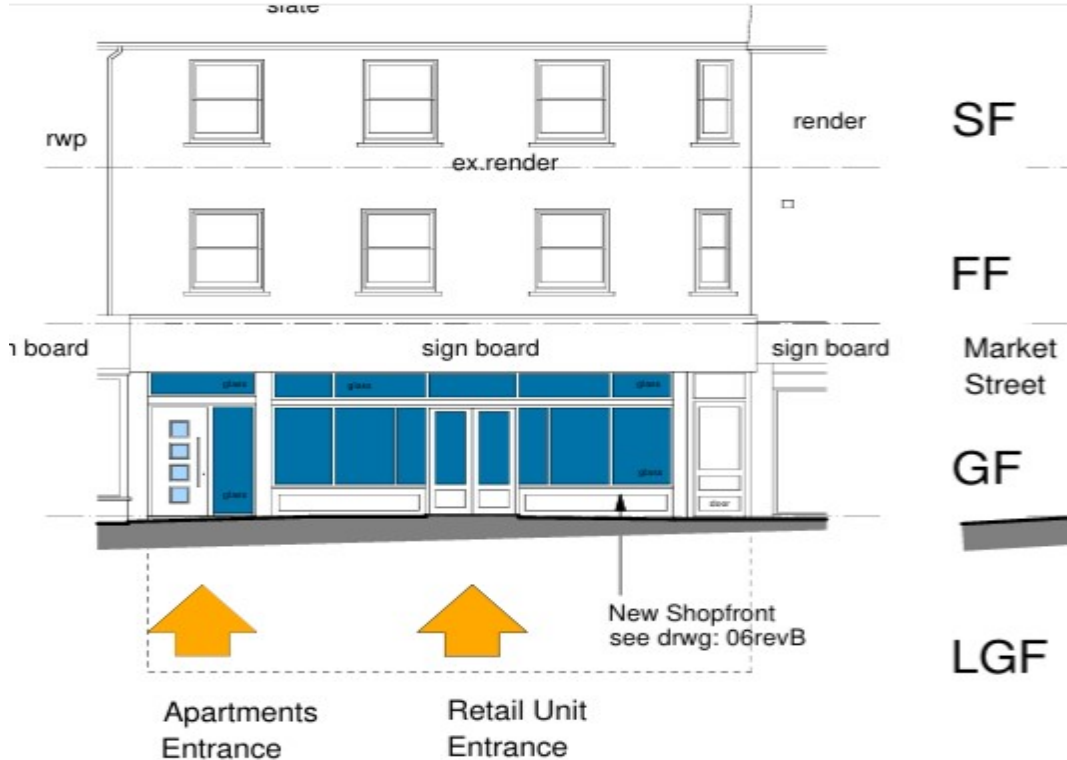 slate
rwp
render
SF
ex.render
FF
n board
sign board
sign board
Market
Street
glass
glass
glass
glass
glass
GF
door
New Shopfront
see drwg: 06revB
LGF
Apartments
Entrance
Retail Unit
Entrance